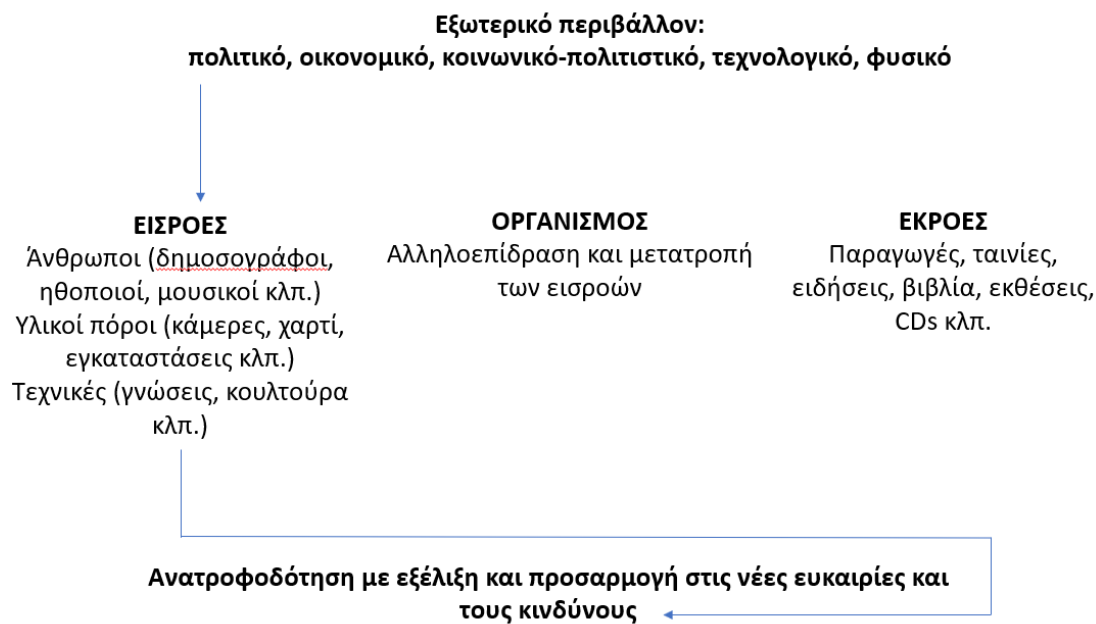 Εξωτερικό περιβάλλον:
πολιτικό, οικονομικό, κοινωνικό-πολιτιστικό, τεχνολογικό, φυσικό
ΕΙΣΡΟΕΣ
Άνθρωποι (δημοσογράφοι,
ηθοποιοί, μουσικοί κλπ.)
Υλικοί πόροι (κάμερες, χαρτί,
εγκαταστάσεις κλπ.)
Τεχνικές (γνώσεις, κουλτούρα
κλπ.)
ΟΡΓΑΝΙΣΜΟΣ
Αλληλοεπίδραση και μετατροπή
των εισροών
ΕΚΡΟΕΣ
Παραγωγές, ταινίες,
ειδήσεις, βιβλία, εκθέσεις,
CDs κλπ.
Ανατροφοδότηση με εξέλιξη και προσαρμογή στις νέες ευκαιρίες και
τους κινδύνους